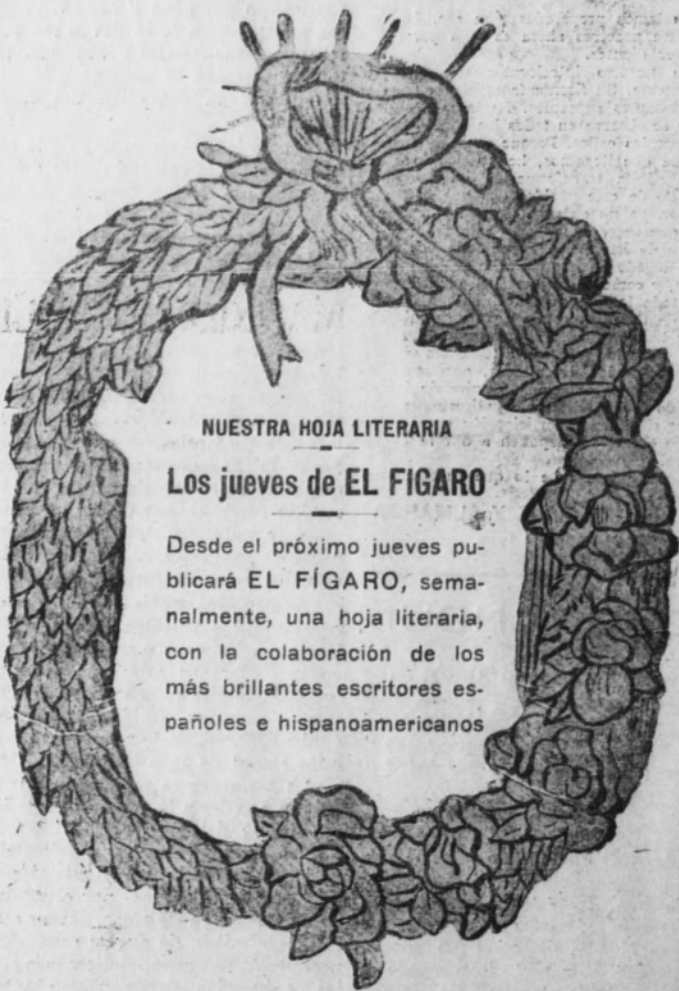 NUESTRA HOJA LITERARIA
Los jueves de EL FIGARO
Desde el próximo jueves pu-
blicará EL FÍGARO, sema-
nalmente, una hoja literaria,
con la colaboración de los
más brillantes escritores es-
pañoles e hispanoamericanos